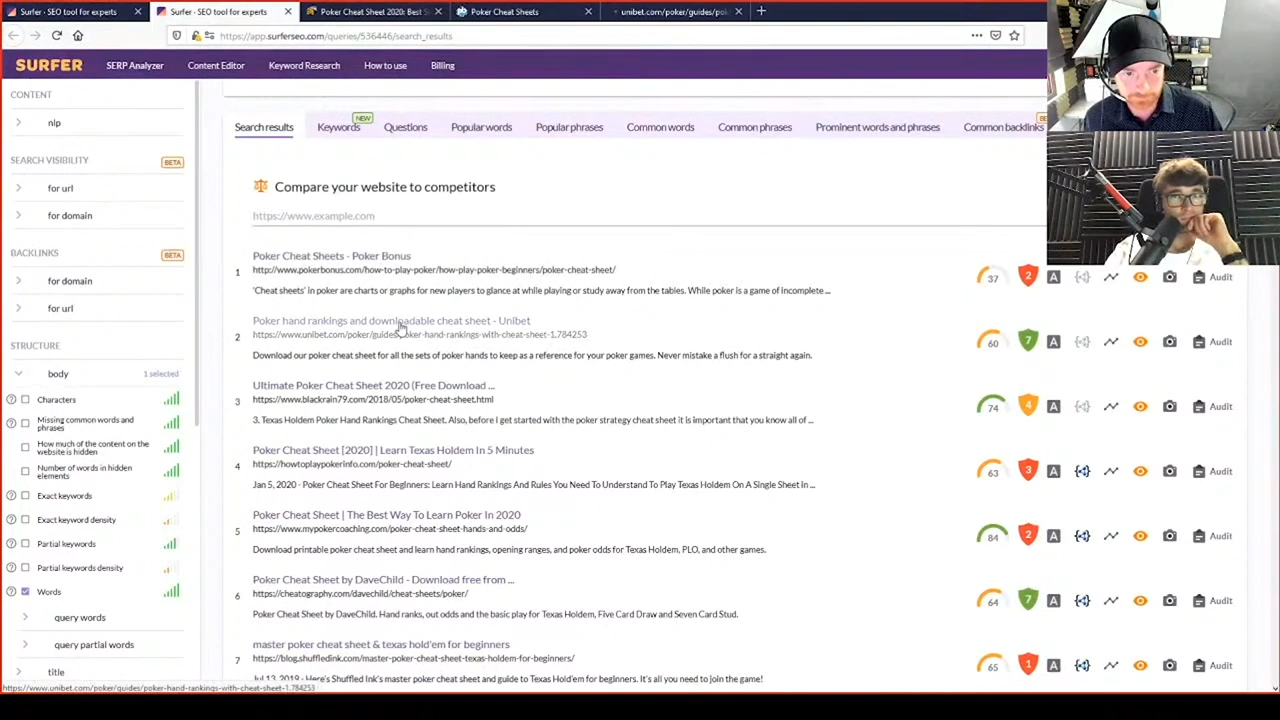 Surfer - SEO tool for experts
Surfer - SEO tool for experts
Poker Cheat Sheet 2020: Best S
Poker Cheat Sheets
unibet.com/poker/guides/pok
https://app.surferseo.com/queries/536446/search_results
SURFER
SERP Analyzer
Content Editor
Keyword Research
How to use
Billing
CONTENT
nlp
SEARCH VISIBILITY
BETA
for url
for domain
BACKLINKS
BETA
for domain
for url
STRUCTURE
body
1 selected
Characters
Missing common words and
phrases
How much of the content on the
website is hidden
Number of words in hidden
elements
Exact keywords
Exact keyword density
Partial keywords
Partial keywords density
Words
query words
query partial words
title
Search results
Keywords
NEW
Questions
Popular words
Popular phrases
Common words
Common phrases
Prominent words and phrases
Common backlinks
Compare your website to competitors
https://www.example.com
1
Poker Cheat Sheets - Poker Bonus
http://www.pokerbonus.com/how-to-play-poker/how-play-poker-beginners/poker-cheat-sheet/
'Cheat sheets' in poker are charts or graphs for new players to glance at while playing or study away from the tables. While poker is a game of incomplete ...
37
2
A
Audit
2
Poker hand rankings and downloadable cheat sheet - Unibet
https://www.unibet.com/poker/guides/poker-hand-rankings-with-cheat-sheet-1.784253
Download our poker cheat sheet for all the sets of poker hands to keep as a reference for your poker games. Never mistake a flush for a straight again.
60
7
A
Audit
3
Ultimate Poker Cheat Sheet 2020 (Free Download ...
https://www.blackrain79.com/2018/05/poker-cheat-sheet.html
3. Texas Holdem Poker Hand Rankings Cheat Sheet. Also, before I get started with the poker strategy cheat sheet it is important that you know all of ...
74
4
A
Audit
4
Poker Cheat Sheet [2020] | Learn Texas Holdem In 5 Minutes
https://howtoplaypokerinfo.com/poker-cheat-sheet/
Jan 5, 2020 - Poker Cheat Sheet For Beginners: Learn Hand Rankings And Rules You Need To Understand To Play Texas Holdem On A Single Sheet In ...
63
3
A
Audit
5
Poker Cheat Sheet | The Best Way To Learn Poker In 2020
https://www.mypokercoaching.com/poker-cheat-sheet-hands-and-odds/
Download printable poker cheat sheet and learn hand rankings, opening ranges, and poker odds for Texas Holdem, PLO, and other games.
84
2
A
Audit
6
Poker Cheat Sheet by DaveChild - Download free from ...
https://cheatography.com/davechild/cheat-sheets/poker/
Poker Cheat Sheet by DaveChild. Hand ranks, out odds and the basic play for Texas Holdem, Five Card Draw and Seven Card Stud.
64
7
A
Audit
7
master poker cheat sheet & texas hold'em for beginners
https://blog.shuffledink.com/master-poker-cheat-sheet-texas-holdem-for-beginners/
Jul 13, 2019 - Here's Shuffled Ink's master poker cheat sheet and guide to Texas Hold'em for beginners. It's all you need to join the game!
65
1
A
Audit
https://www.unibet.com/poker/guides/poker-hand-rankings-with-cheat-sheet-1.784253